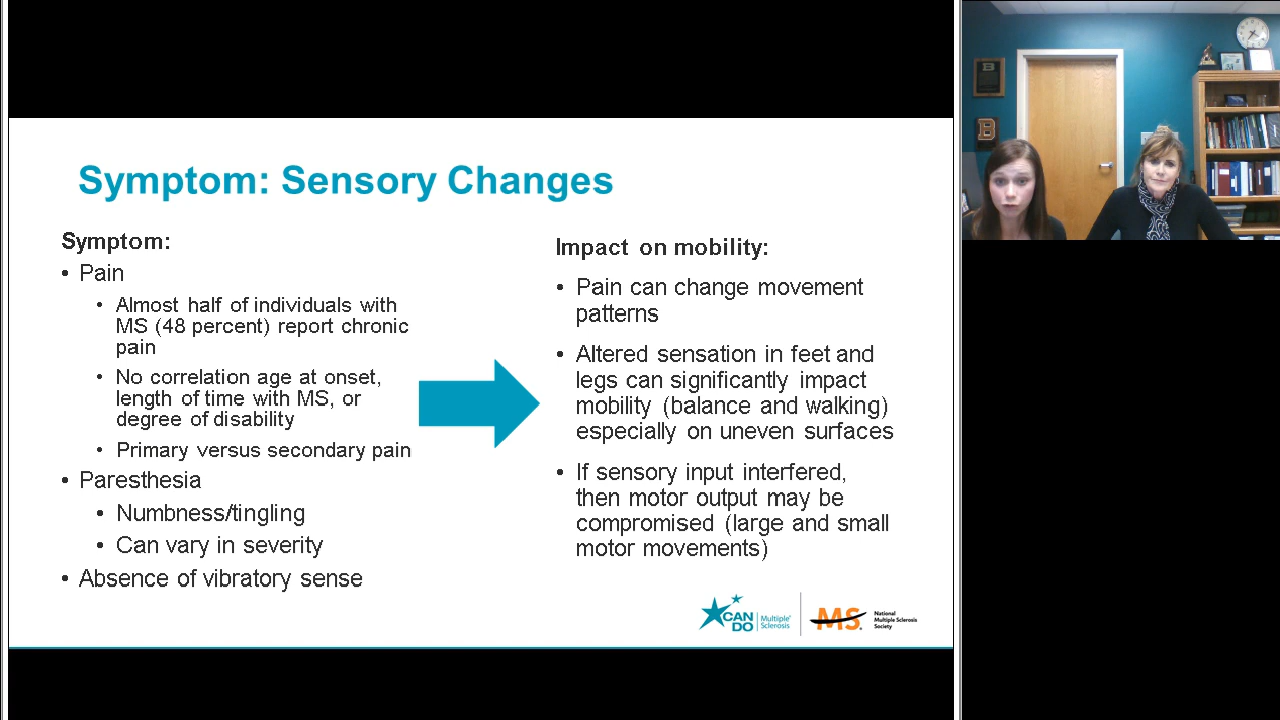 Symptom: Sensory Changes
Symptom:
• Pain
• Almost half of individuals with
MS (48 percent) report chronic
pain
• No correlation age at onset,
length of time with MS, or
degree of disability
• Primary versus secondary pain
• Paresthesia
• Numbness/tingling
• Can vary in severity
• Absence of vibratory sense
Impact on mobility:
• Pain can change movement
patterns
• Altered sensation in feet and
legs can significantly impact
mobility (balance and walking)
especially on uneven surfaces
• If sensory input interfered,
then motor output may be
compromised (large and small
motor movements)
CAN
DO
Multiple
Sclerosis
MS
National
Multiple Sclerosis
Society
B
B